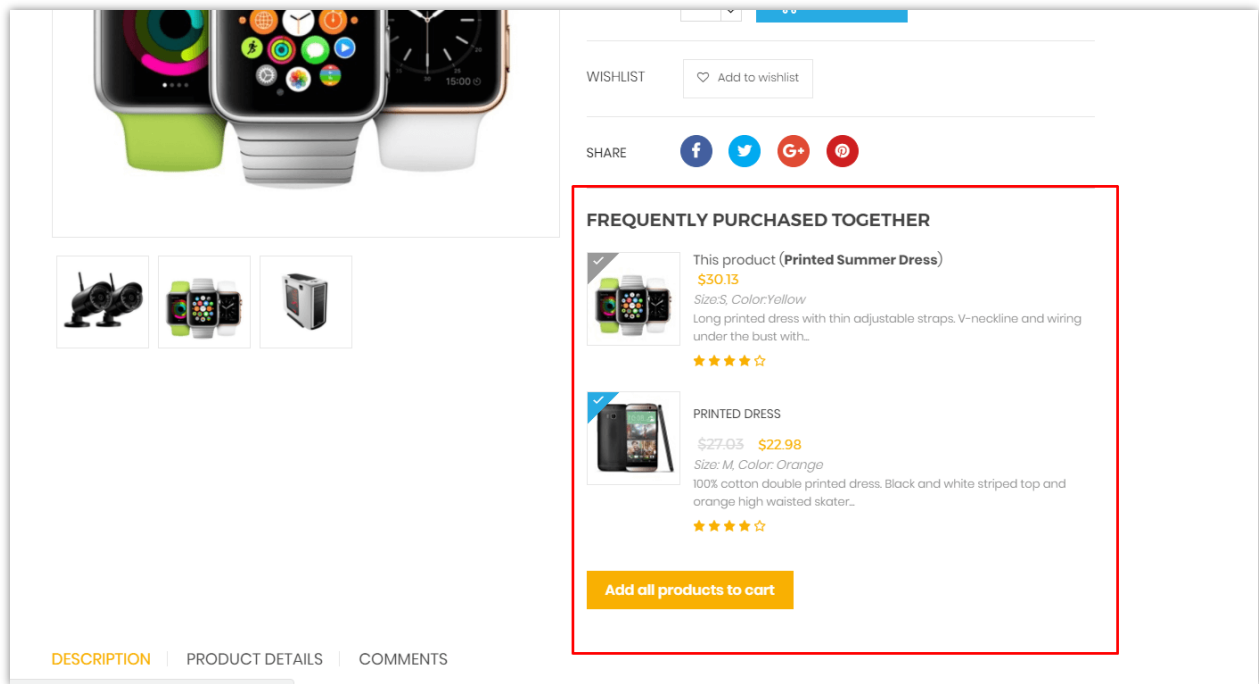 15:00
WISHLIST
Add to wishlist
SHARE
f
G+
FREQUENTLY PURCHASED TOGETHER
This product (Printed Summer Dress)
$30.13
Size:S, Color:Yellow
Long printed dress with thin adjustable straps. V-neckline and wiring
under the bust with...
PRINTED DRESS
$27.03 $22.98
Size: M, Color: Orange
100% cotton double printed dress. Black and white striped top and
orange high waisted skater...
Add all products to cart
DESCRIPTION
PRODUCT DETAILS
COMMENTS